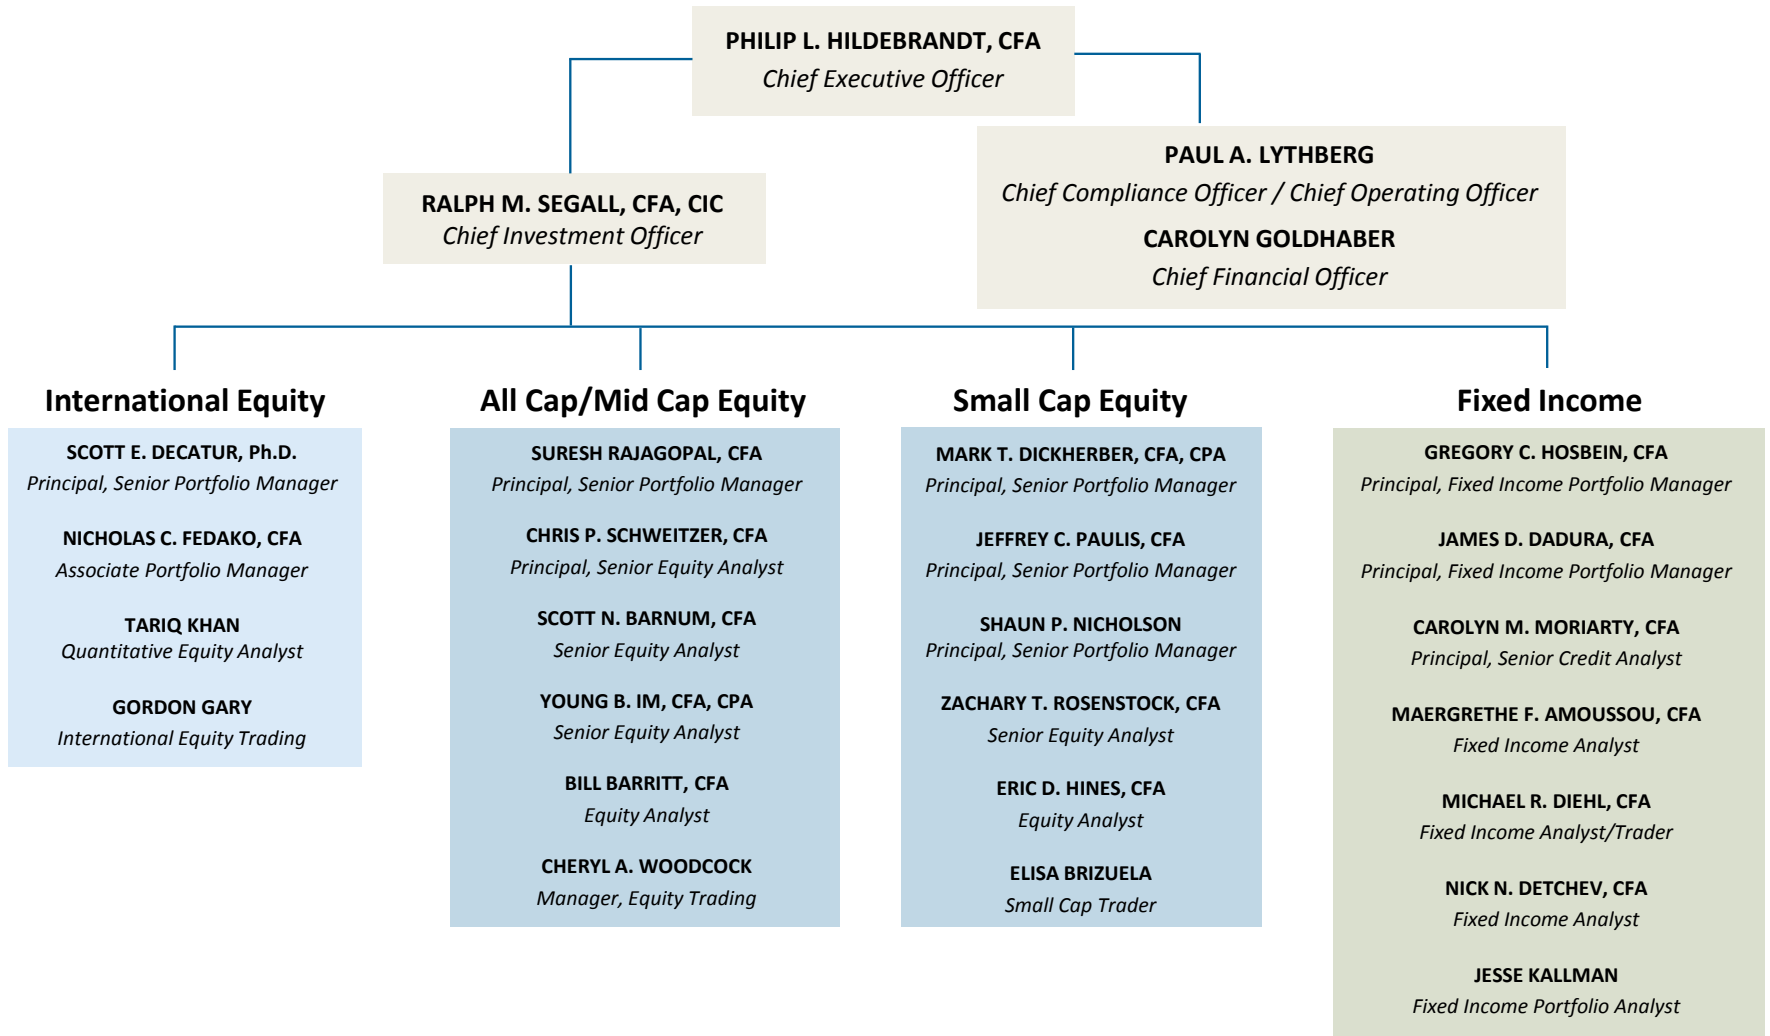 PHILIP L. HILDEBRANDT, CFA
Chief Executive Officer
PAUL A. LYTHBERG
Chief Compliance Officer / Chief Operating Officer
CAROLYN GOLDHABER
Chief Financial Officer
RALPH M. SEGALL, CFA, CIC
Chief Investment Officer
International Equity
SCOTT E. DECATUR, Ph.D.
Principal, Senior Portfolio Manager
NICHOLAS C. FEDAKO, CFA
Associate Portfolio Manager
TARIQ KHAN
Quantitative Equity Analyst
GORDON GARY
International Equity Trading
All Cap/Mid Cap Equity
SURESH RAJAGOPAL, CFA
Principal, Senior Portfolio Manager
CHRIS P. SCHWEITZER, CFA
Principal, Senior Equity Analyst
SCOTT N. BARNUM, CFA
Senior Equity Analyst
YOUNG B. IM, CFA, CPA
Senior Equity Analyst
BILL BARRITT, CFA
Equity Analyst
CHERYL A. WOODCOCK
Manager, Equity Trading
Small Cap Equity
MARK T. DICKHERBER, CFA, CPA
Principal, Senior Portfolio Manager
JEFFREY C. PAULIS, CFA
Principal, Senior Portfolio Manager
SHAUN P. NICHOLSON
Principal, Senior Portfolio Manager
ZACHARY T. ROSENSTOCK, CFA
Senior Equity Analyst
ERIC D. HINES, CFA
Equity Analyst
ELISA BRIZUELA
Small Cap Trader
Fixed Income
GREGORY C. HOSBEIN, CFA
Principal, Fixed Income Portfolio Manager
JAMES D. DADURA, CFA
Principal, Fixed Income Portfolio Manager
CAROLYN M. MORIARTY, CFA
Principal, Senior Credit Analyst
MAERGRETHE F. AMOUSSOU, CFA
Fixed Income Analyst
MICHAEL R. DIEHL, CFA
Fixed Income Analyst/Trader
NICK N. DETCHEV, CFA
Fixed Income Analyst
JESSE KALLMAN
Fixed Income Portfolio Analyst